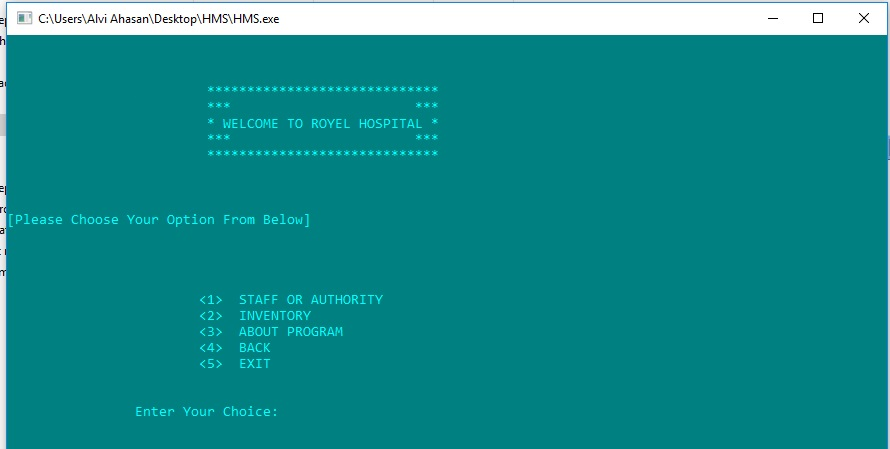 C:\Users\Alvi Ahasan\Desktop\HMS\HMS.exe
*****************************
***                       ***
* WELCOME TO ROYEL HOSPITAL *
***                       ***
*****************************
[Please Choose Your Option From Below]
<1>  STAFF OR AUTHORITY
<2>  INVENTORY
<3>  ABOUT PROGRAM
<4>  BACK
<5>  EXIT
Enter Your Choice: